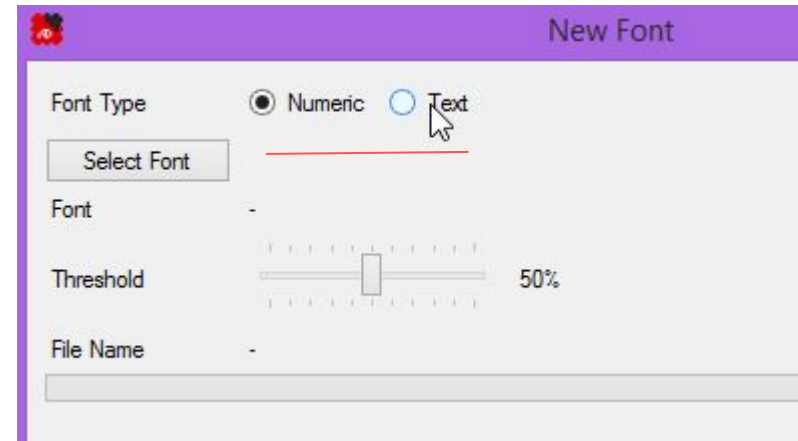 New Font
Font Type Numeric Text
Select Font
Font -
Threshold 50%
File Name -